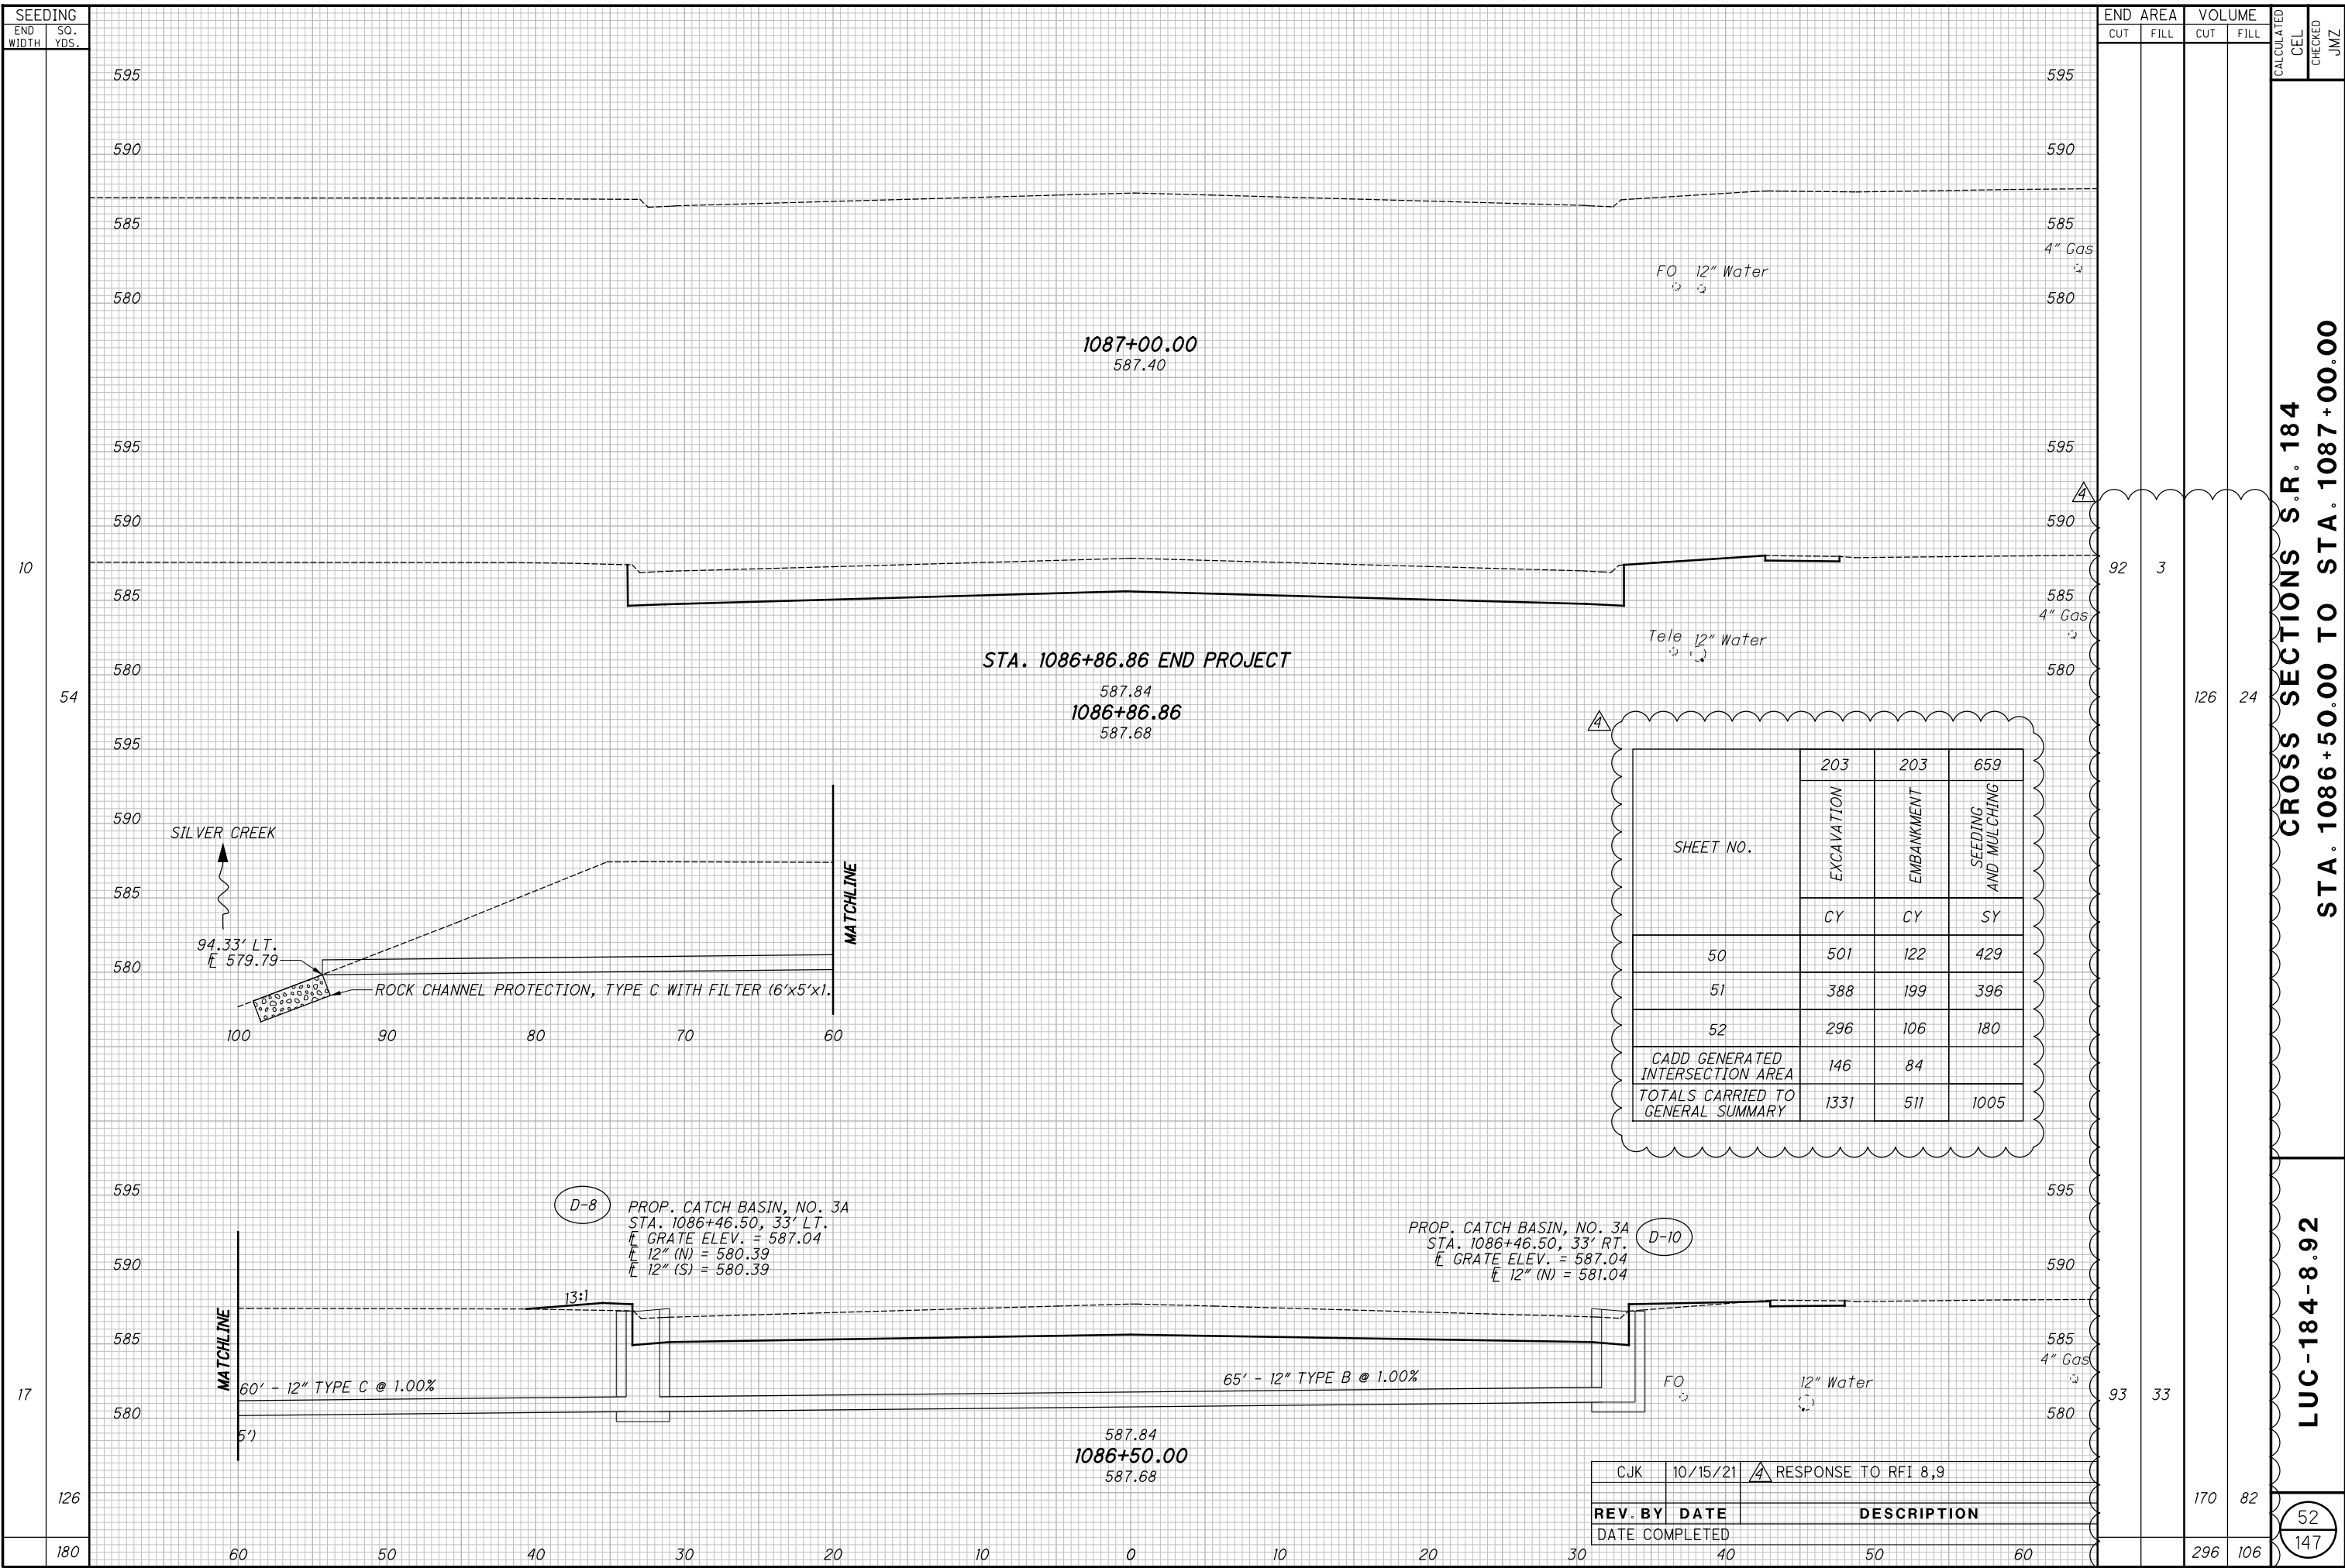 SEEDING
END WIDTH SQ. YDS.
END AREA VOLUME
CUT FILL CUT FILL
CALCULATED
CEL
CHECKED
JMZ
595 595
590 590
585 585
4" Gas
FO 12" Water
580 580
1087+00.00
587.40
595 595
4
590 590
10 92 3
585 585
4" Gas
Tele 12" Water
STA. 1086+86.86 END PROJECT
580 580
587.84
54 126 24
1086+86.86
587.68
595
4
590
SILVER CREEK
MATCHLINE
585
94.33' LT.
FL 579.79
580
ROCK CHANNEL PROTECTION, TYPE C WITH FILTER (6'x5'x1.
100 90 80 70 60
203 203 659
SHEET NO. EXCAVATION EMBANKMENT SEEDING AND MULCHING
CY CY SY
50 501 122 429
51 388 199 396
52 296 106 180
CADD GENERATED INTERSECTION AREA 146 84
TOTALS CARRIED TO GENERAL SUMMARY 1331 511 1005
595 595
D-8
PROP. CATCH BASIN, NO. 3A
STA. 1086+46.50, 33' LT.
FL GRATE ELEV. = 587.04
FL 12" (N) = 580.39
FL 12" (S) = 580.39
PROP. CATCH BASIN, NO. 3A
STA. 1086+46.50, 33' RT.
FL GRATE ELEV. = 587.04
FL 12" (N) = 581.04
D-10
590 590
13:1
MATCHLINE
585 585
4" Gas
60' - 12" TYPE C @ 1.00%
65' - 12" TYPE B @ 1.00%
FO 12" Water
17 93 33
580 580
5')
587.84
1086+50.00
587.68
CJK 10/15/21 4 RESPONSE TO RFI 8,9
REV. BY DATE DESCRIPTION
DATE COMPLETED
126 170 82
180 296 106
60 50 40 30 20 10 0 10 20 30 40 50 60
CROSS SECTIONS S.R. 184
STA. 1086+50.00 TO STA. 1087+00.00
LUC-184-8.92
52
147